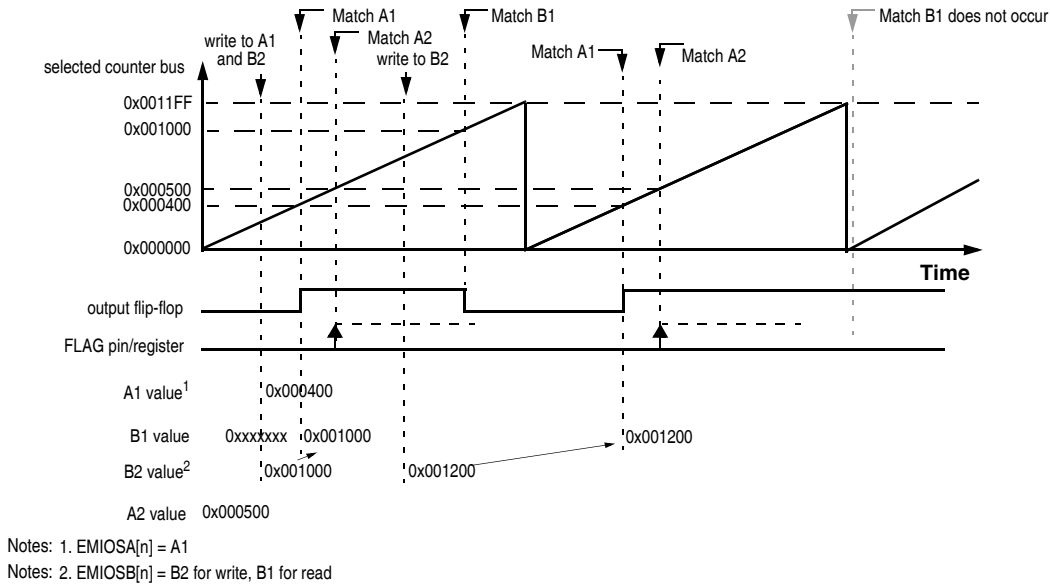 Match A1
Match B1
Match B1 does not occur
write to A1
and B2
Match A2
write to B2
Match A1
Match A2
selected counter bus
0x0011FF
0x001000
0x000500
0x000400
0x000000
Time
output flip-flop
FLAG pin/register
A1 value1 0x000400
B1 value 0xxxxxxx 0x001000 0x001200
B2 value2 0x001000 0x001200
A2 value 0x000500
Notes: 1. EMIOSA[n] = A1
Notes: 2. EMIOSB[n] = B2 for write, B1 for read